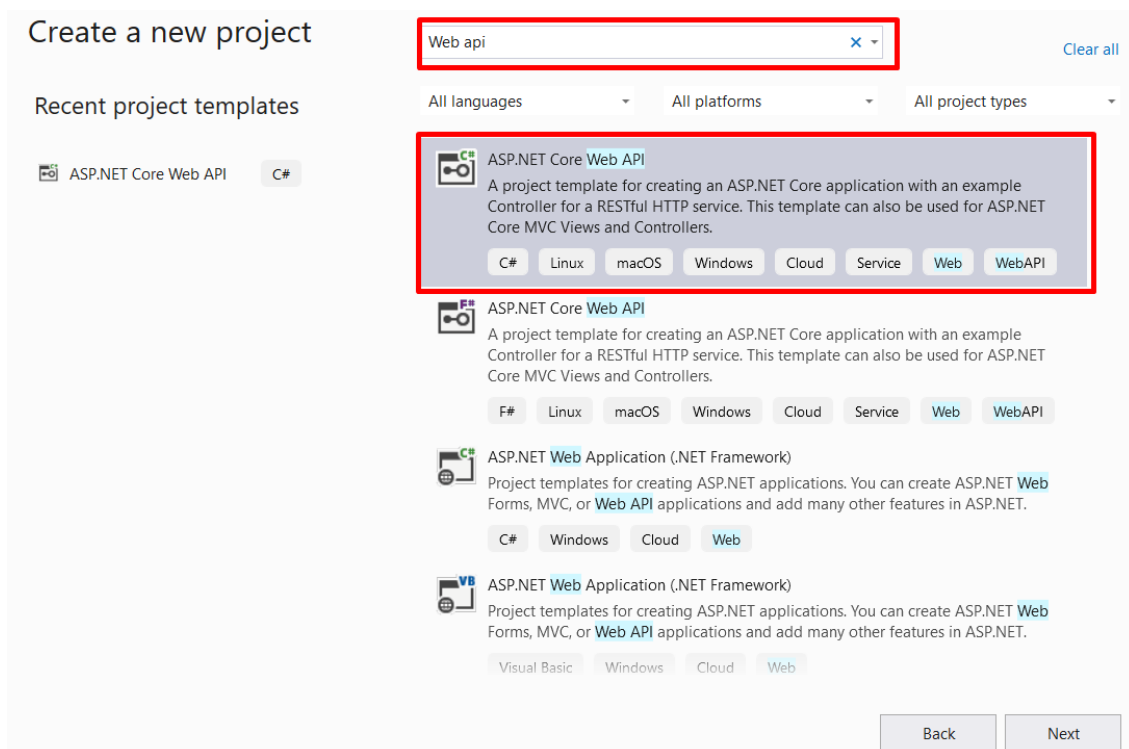 Create a new project
Web api
Clear all
Recent project templates
All languages
All platforms
All project types
ASP.NET Core Web API
C#
C#
ASP.NET Core Web API
A project template for creating an ASP.NET Core application with an example
Controller for a RESTful HTTP service. This template can also be used for ASP.NET
Core MVC Views and Controllers.
C# Linux macOS Windows Cloud Service Web WebAPI
F#
ASP.NET Core Web API
A project template for creating an ASP.NET Core application with an example
Controller for a RESTful HTTP service. This template can also be used for ASP.NET
Core MVC Views and Controllers.
F# Linux macOS Windows Cloud Service Web WebAPI
C#
ASP.NET Web Application (.NET Framework)
Project templates for creating ASP.NET applications. You can create ASP.NET Web
Forms, MVC, or Web API applications and add many other features in ASP.NET.
C# Windows Cloud Web
VB
ASP.NET Web Application (.NET Framework)
Project templates for creating ASP.NET applications. You can create ASP.NET Web
Forms, MVC, or Web API applications and add many other features in ASP.NET.
Visual Basic Windows Cloud Web
Back
Next